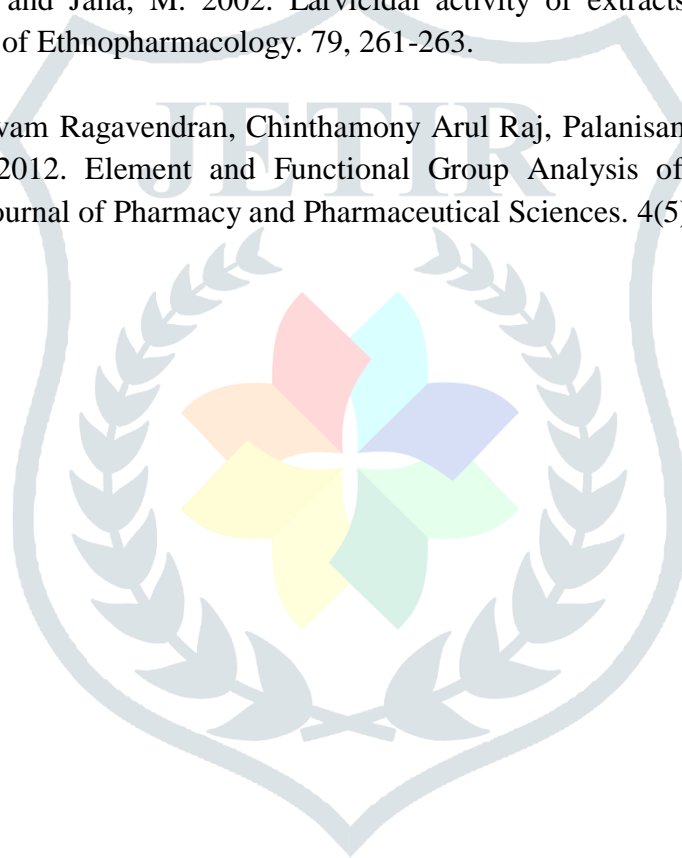 and Jana, M. 2002. Larvicidal activity of extracts
of Ethnopharmacology. 79, 261-263.
vam Ragavendran, Chinthamony Arul Raj, Palanisan
2012. Element and Functional Group Analysis of
ournal of Pharmacy and Pharmaceutical Sciences. 4(5)
JETIR